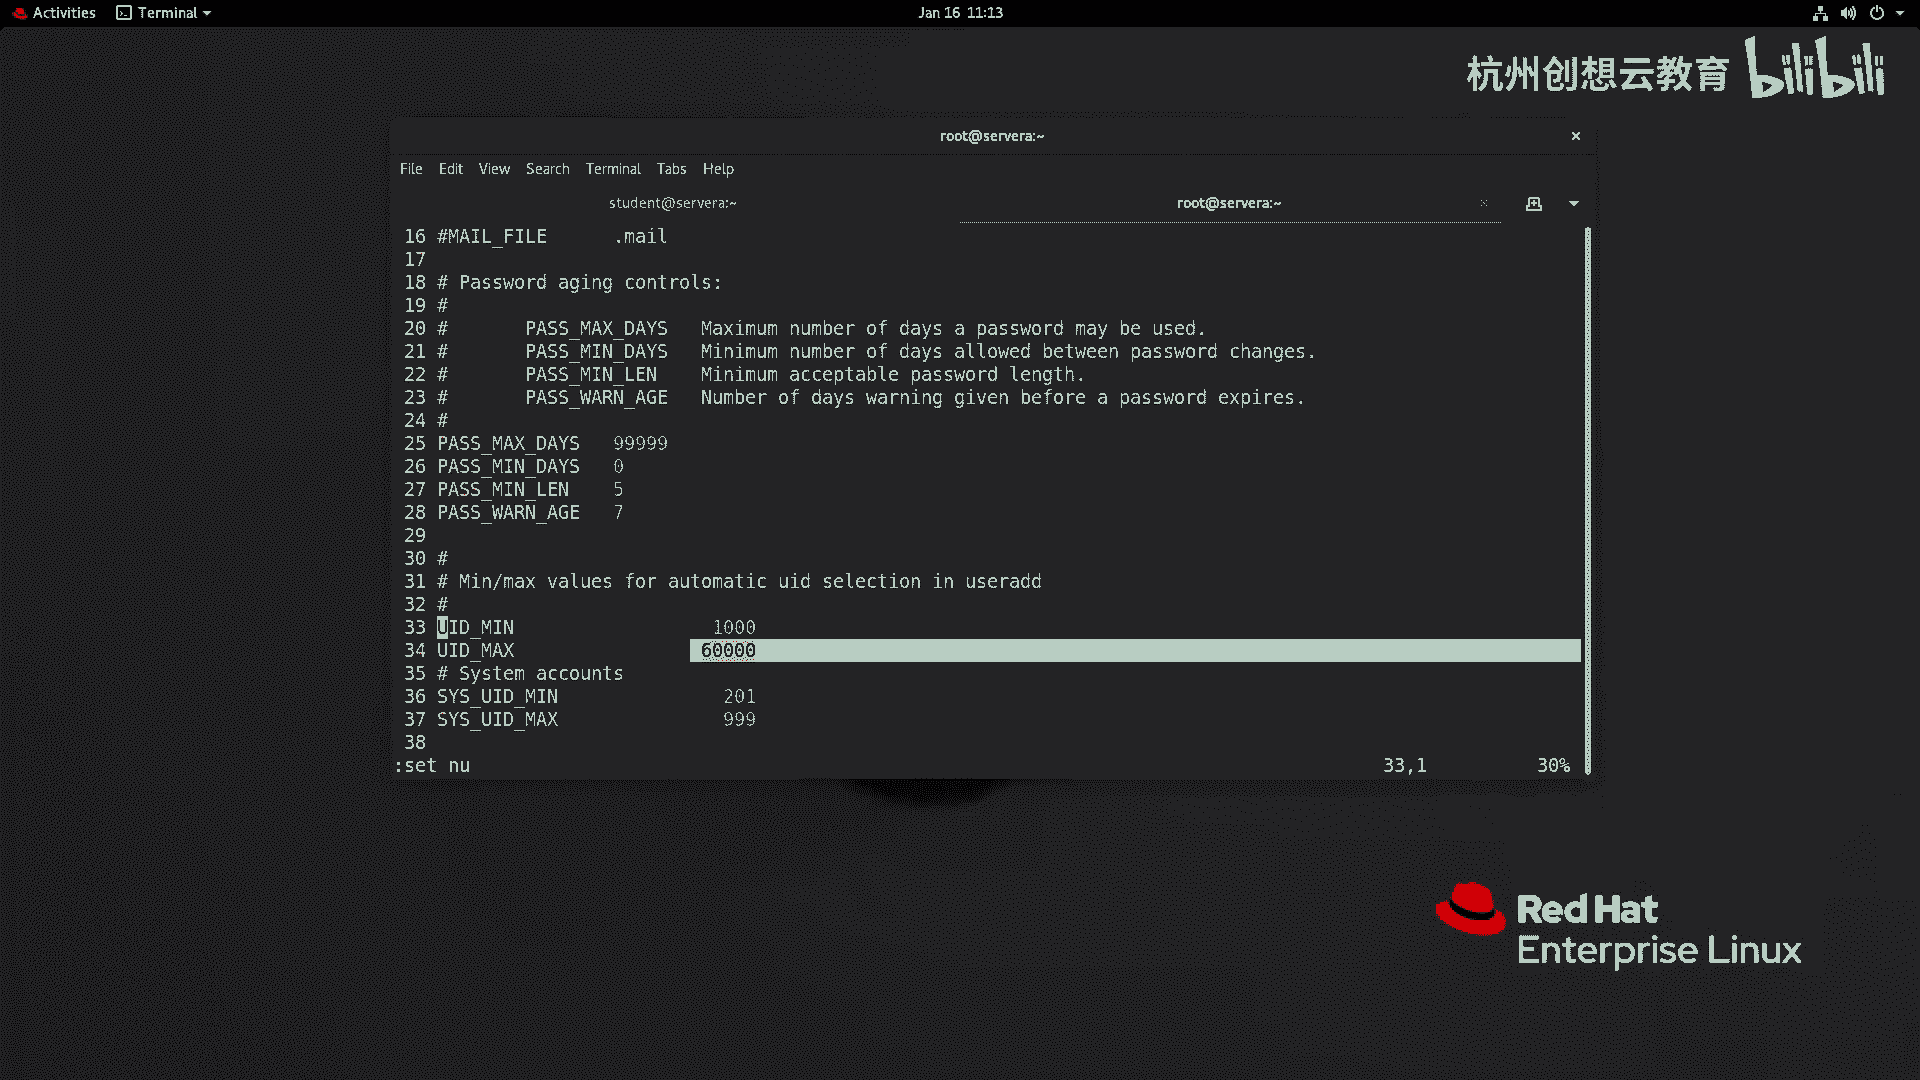 Activities Terminal Jan 16 11:13
杭州创想云教育 bilibili
root@servera:~
File Edit View Search Terminal Tabs Help
student@servera:~ root@servera:~
16 #MAIL_FILE .mail
17
18 # Password aging controls:
19 #
20 # PASS_MAX_DAYS Maximum number of days a password may be used.
21 # PASS_MIN_DAYS Minimum number of days allowed between password changes.
22 # PASS_MIN_LEN Minimum acceptable password length.
23 # PASS_WARN_AGE Number of days warning given before a password expires.
24 #
25 PASS_MAX_DAYS 99999
26 PASS_MIN_DAYS 0
27 PASS_MIN_LEN 5
28 PASS_WARN_AGE 7
29
30 #
31 # Min/max values for automatic uid selection in useradd
32 #
33 UID_MIN 1000
34 UID_MAX 60000
35 # System accounts
36 SYS_UID_MIN 201
37 SYS_UID_MAX 999
38
:set nu 33,1 30%
Red Hat
Enterprise Linux